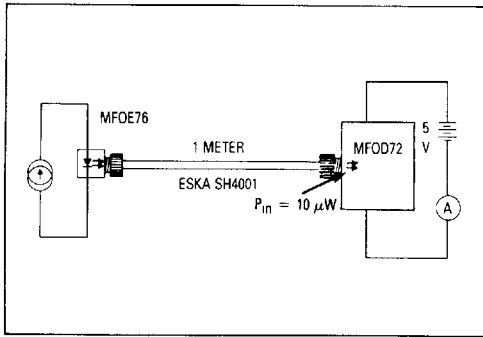 MFOE76
1 METER
ESKA SH4001
MFOD72
5
V
P_in = 10 μW
A